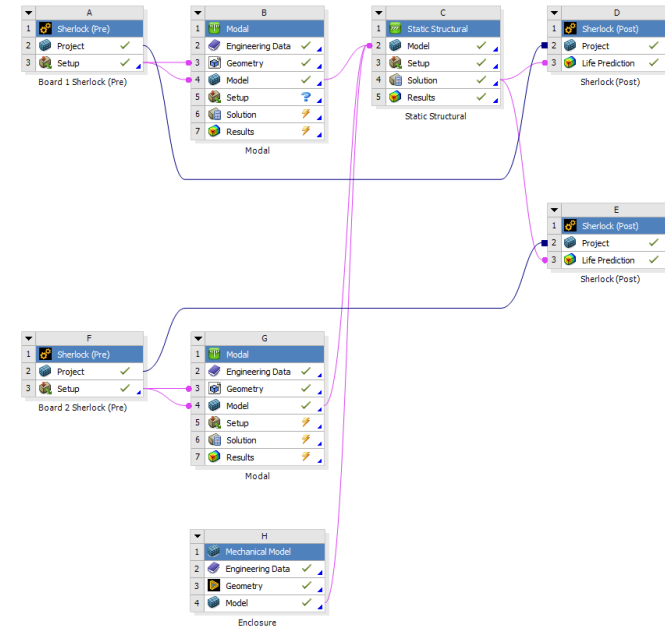 A
1 Sherlock (Pre)
2 Project
3 Setup
Board 1 Sherlock (Pre)
B
1 Modal
2 Engineering Data
3 Geometry
4 Model
5 Setup
6 Solution
7 Results
Modal
C
1 Static Structural
2 Model
3 Setup
4 Solution
5 Results
Static Structural
D
1 Sherlock (Post)
2 Project
3 Life Prediction
Sherlock (Post)
E
1 Sherlock (Post)
2 Project
3 Life Prediction
Sherlock (Post)
F
1 Sherlock (Pre)
2 Project
3 Setup
Board 2 Sherlock (Pre)
G
1 Modal
2 Engineering Data
3 Geometry
4 Model
5 Setup
6 Solution
7 Results
Modal
H
1 Mechanical Model
2 Engineering Data
3 Geometry
4 Model
Enclosure